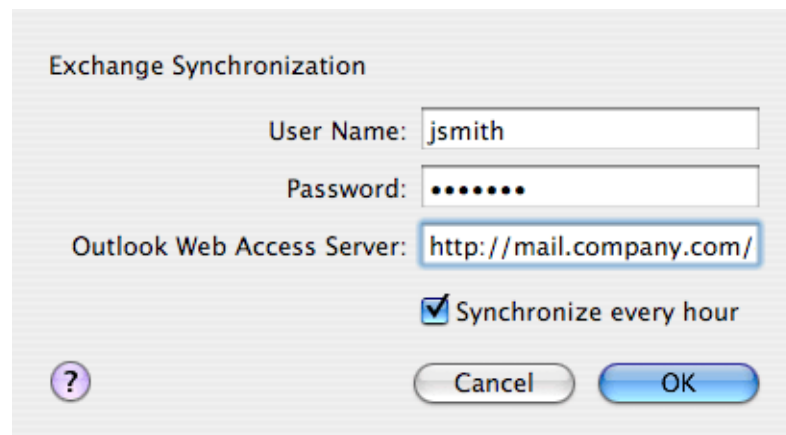 Exchange Synchronization
User Name: jsmith
Password: •••••••
Outlook Web Access Server: http://mail.company.com/
Synchronize every hour
? Cancel OK